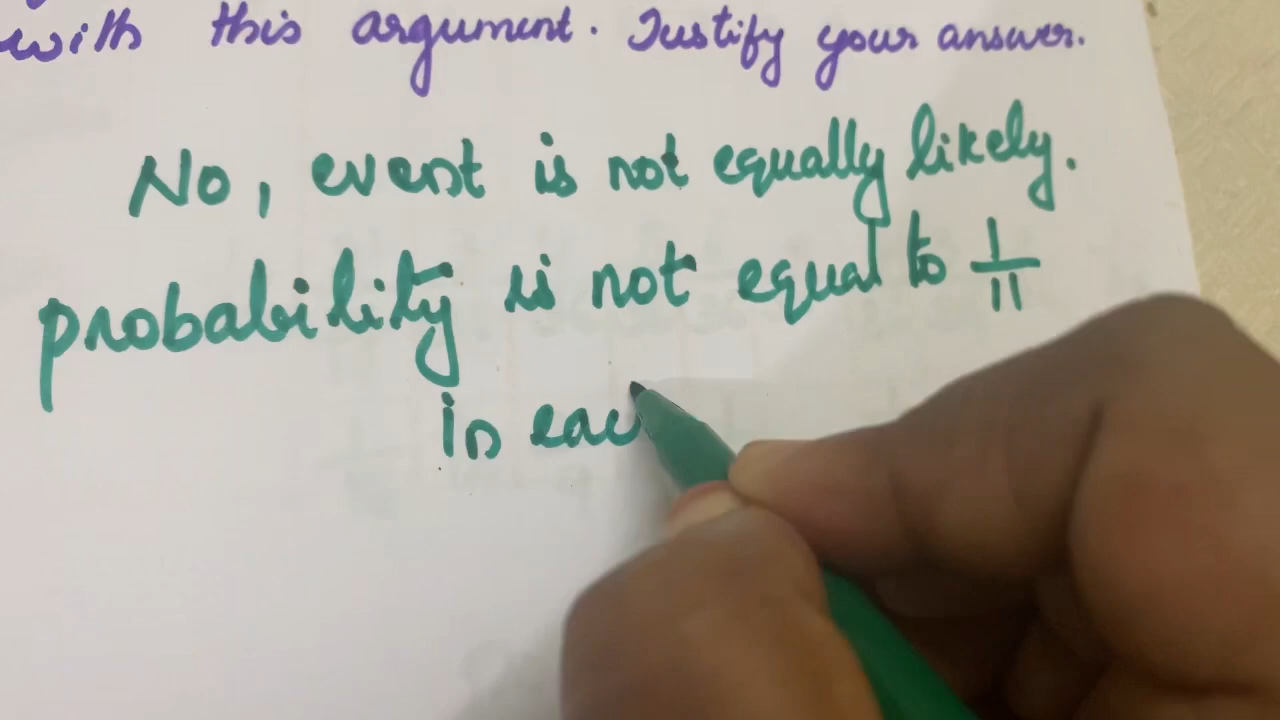 with this argument. Justify your answer.
No, event is not equally likely.
probability is not equal to 1/11
in eac